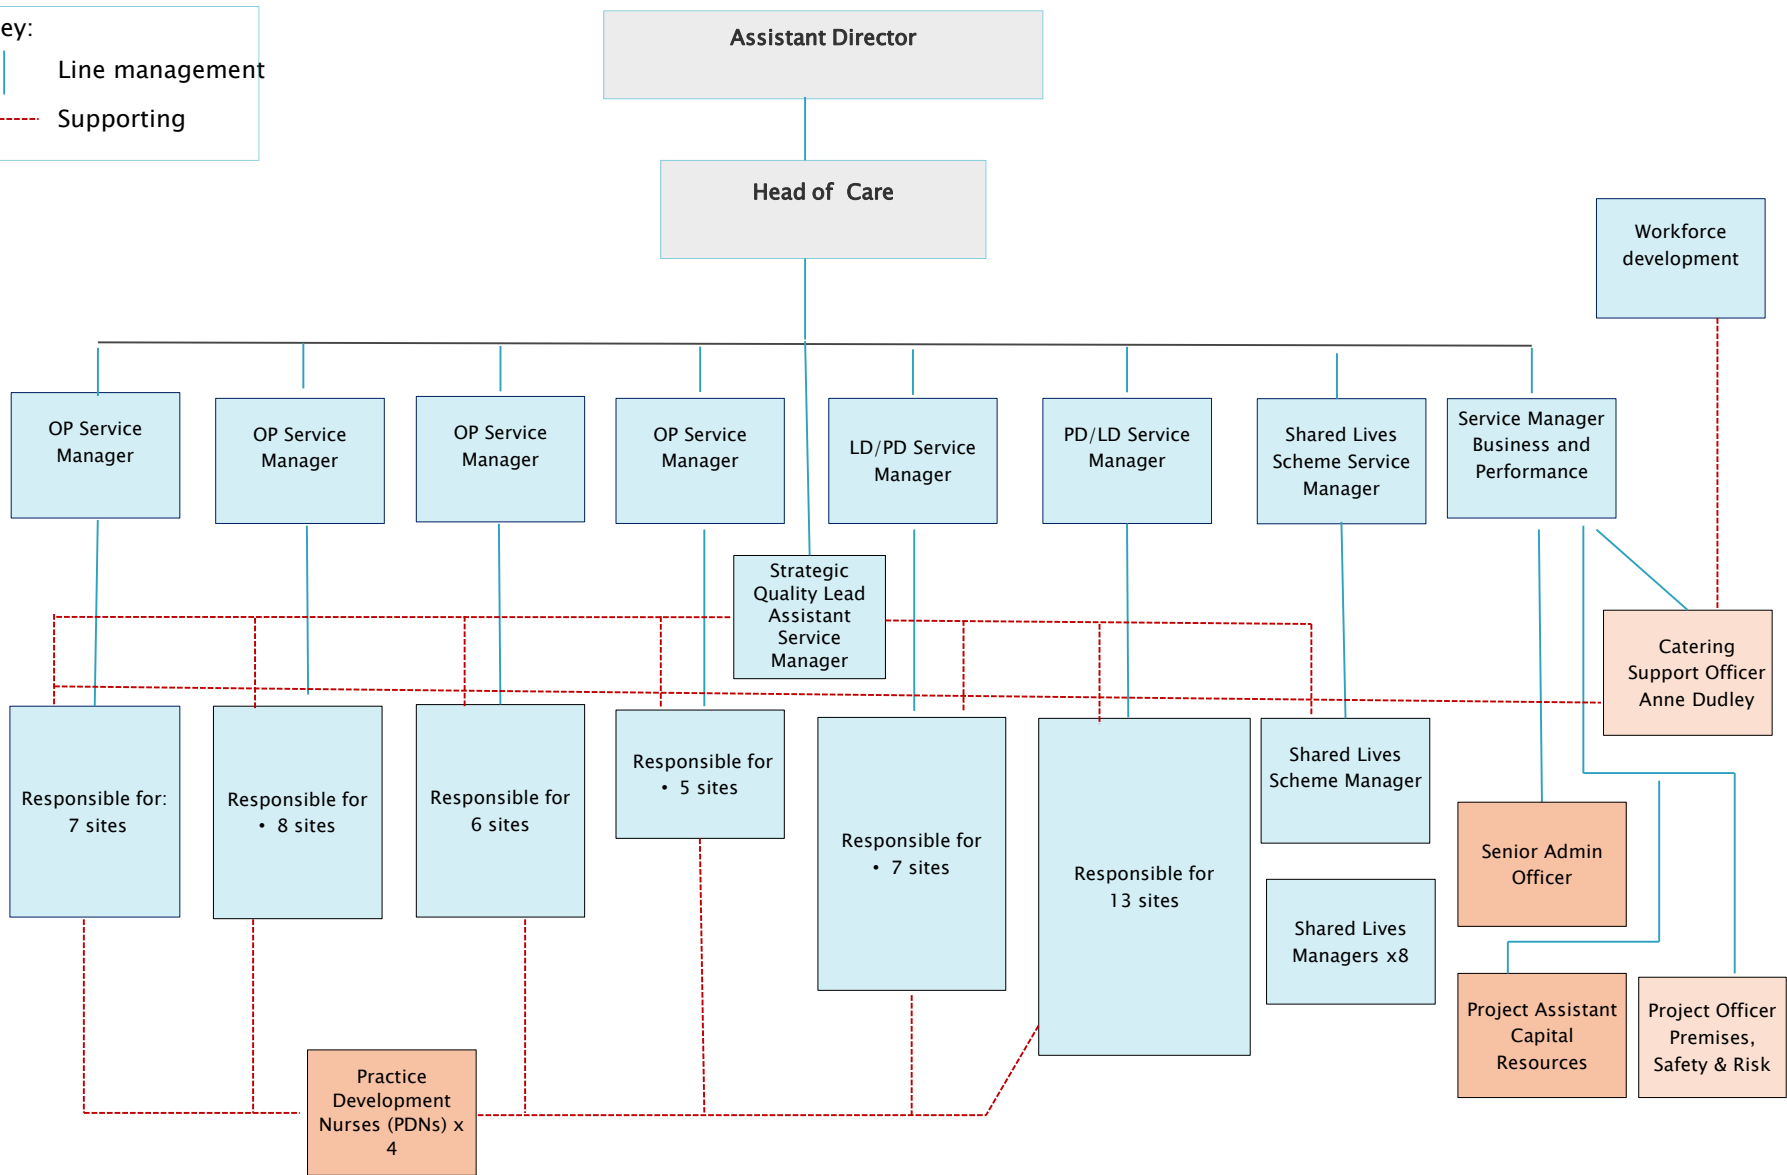 ey:
Line management
Supporting
Assistant Director
Head of Care
Workforce
development
OP Service
Manager
OP Service
Manager
OP Service
Manager
OP Service
Manager
LD/PD Service
Manager
PD/LD Service
Manager
Shared Lives
Scheme Service
Manager
Service Manager
Business and
Performance
Strategic
Quality Lead
Assistant
Service
Manager
Catering
Support Officer
Anne Dudley
Responsible for:
7 sites
Responsible for
• 8 sites
Responsible for
6 sites
Responsible for
• 5 sites
Responsible for
• 7 sites
Responsible for
13 sites
Shared Lives
Scheme Manager
Shared Lives
Managers x8
Senior Admin
Officer
Project Assistant
Capital
Resources
Project Officer
Premises,
Safety & Risk
Practice
Development
Nurses (PDNs) x
4